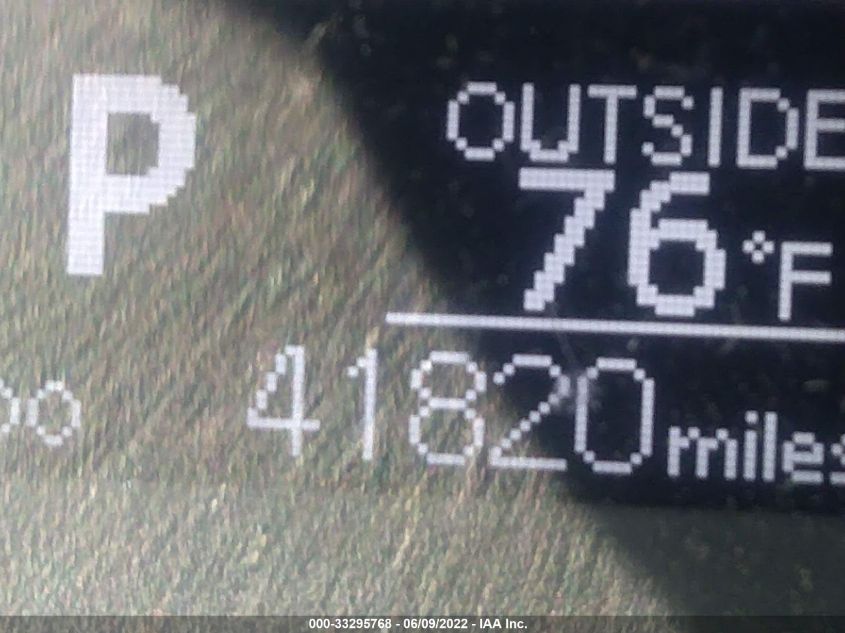 P
OUTSIDE
76°F
41820 miles
000-33295768 - 06/09/2022 - IAA Inc.